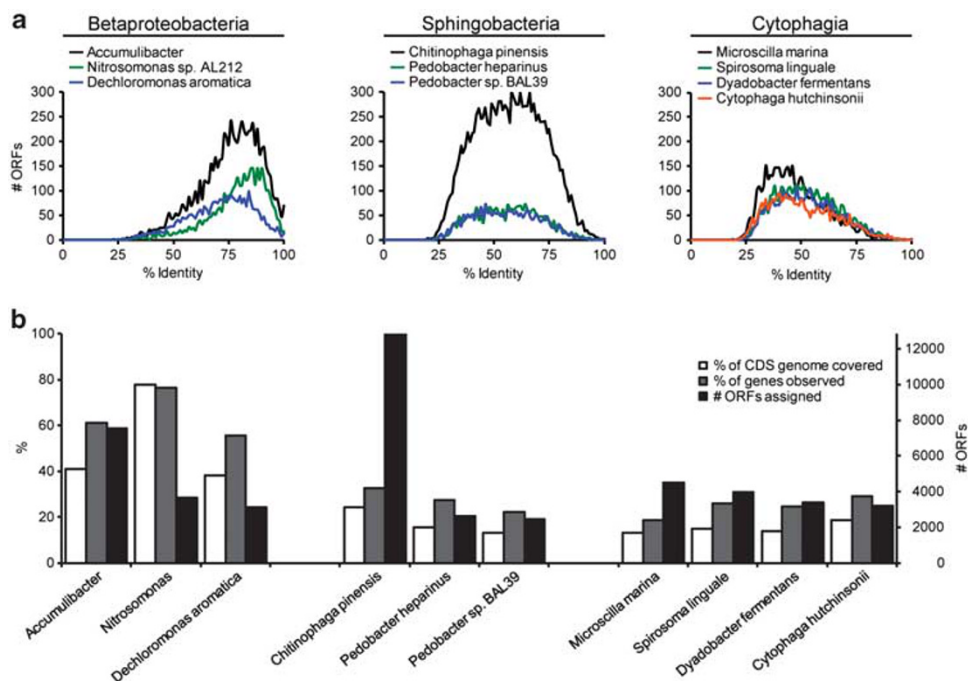 a
Betaproteobacteria
Accumulibacter
Nitrosomonas sp. AL212
Dechloromonas aromatica
300
250
200
150
100
50
0
# ORFs
0 25 50 75 100
% Identity
Sphingobacteria
Chitinophaga pinensis
Pedobacter heparinus
Pedobacter sp. BAL39
300
250
200
150
100
50
0
0 25 50 75 100
% Identity
Cytophagia
Microscilla marina
Spirosoma linguale
Dyadobacter fermentans
Cytophaga hutchinsonii
300
250
200
150
100
50
0
0 25 50 75 100
% Identity
b
100
80
60
40
20
0
%
% of CDS genome covered
% of genes observed
# ORFs assigned
12000
10000
8000
6000
4000
2000
0
# ORFs
Accumulibacter
Nitrosomonas
Dechloromonas aromatica
Chitinophaga pinensis
Pedobacter heparinus
Pedobacter sp. BAL39
Microscilla marina
Spirosoma linguale
Dyadobacter fermentans
Cytophaga hutchinsonii